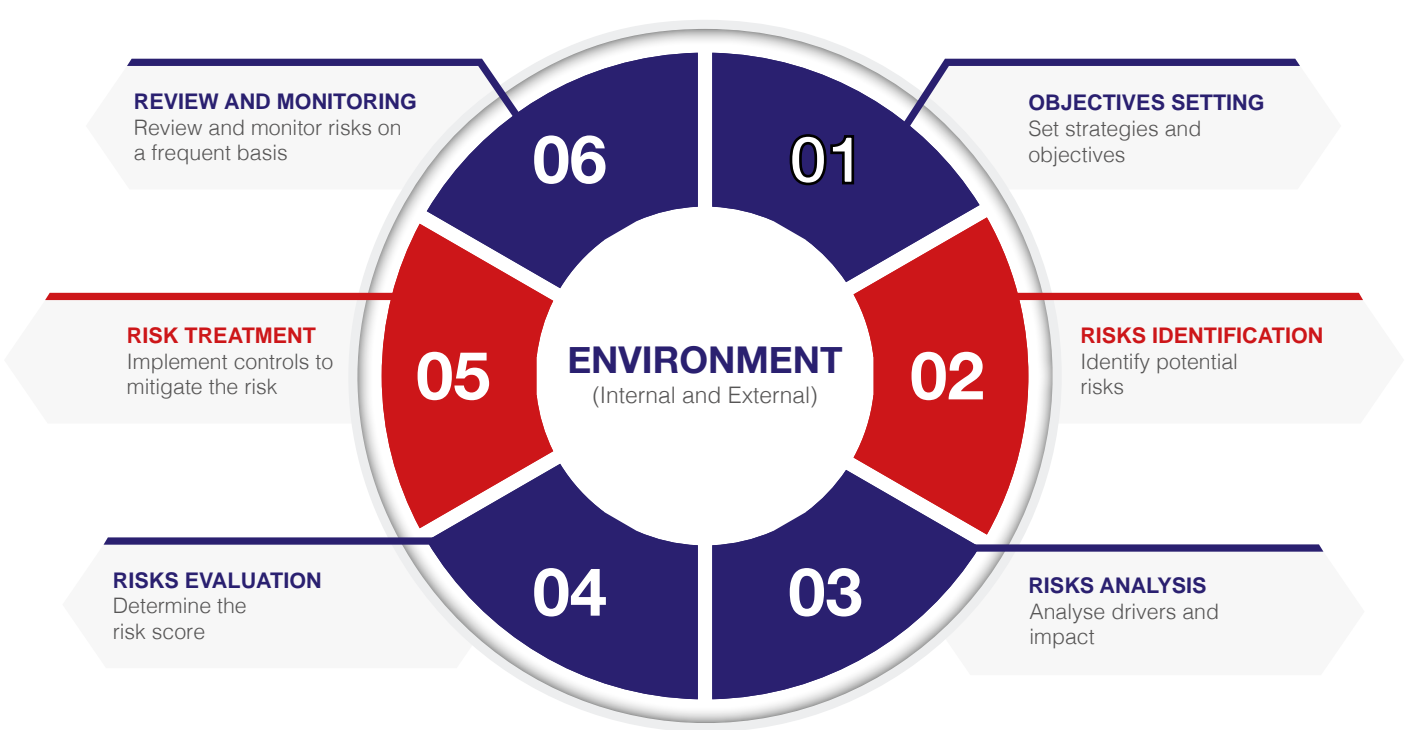 01
OBJECTIVES SETTING
Set strategies and
objectives
02
RISKS IDENTIFICATION
Identify potential
risks
03
RISKS ANALYSIS
Analyse drivers and
impact
04
RISKS EVALUATION
Determine the
risk score
05
RISK TREATMENT
Implement controls to
mitigate the risk
06
REVIEW AND MONITORING
Review and monitor risks on
a frequent basis
ENVIRONMENT
(Internal and External)